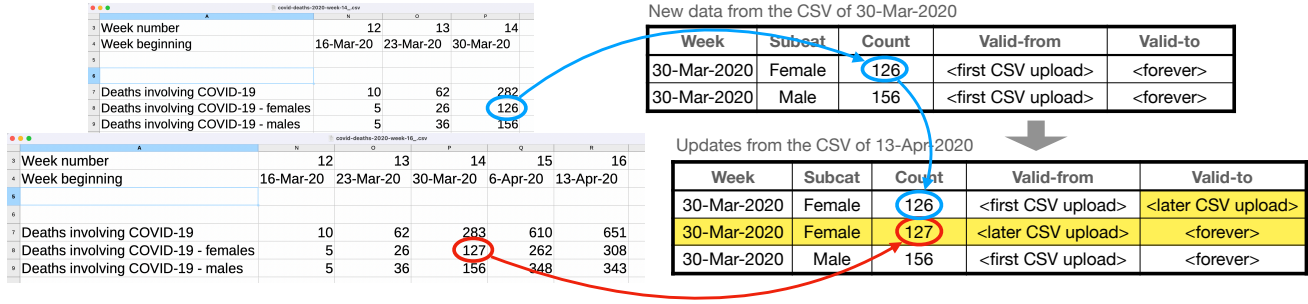 covid-deaths-2020-week-14_.csv
A N O P
3 Week number 12 13 14
4 Week beginning 16-Mar-20 23-Mar-20 30-Mar-20
5
6
7 Deaths involving COVID-19 10 62 282
8 Deaths involving COVID-19 - females 5 26 126
9 Deaths involving COVID-19 - males 5 36 156
New data from the CSV of 30-Mar-2020
Week Subcat Count Valid-from Valid-to
30-Mar-2020 Female 126 <first CSV upload> <forever>
30-Mar-2020 Male 156 <first CSV upload> <forever>
covid-deaths-2020-week-16_.csv
A N O P Q R
3 Week number 12 13 14 15 16
4 Week beginning 16-Mar-20 23-Mar-20 30-Mar-20 6-Apr-20 13-Apr-20
5
6
7 Deaths involving COVID-19 10 62 283 610 651
8 Deaths involving COVID-19 - females 5 26 127 262 308
9 Deaths involving COVID-19 - males 5 36 156 348 343
Updates from the CSV of 13-Apr-2020
Week Subcat Count Valid-from Valid-to
30-Mar-2020 Female 126 <first CSV upload> <later CSV upload>
30-Mar-2020 Female 127 <later CSV upload> <forever>
30-Mar-2020 Male 156 <first CSV upload> <forever>